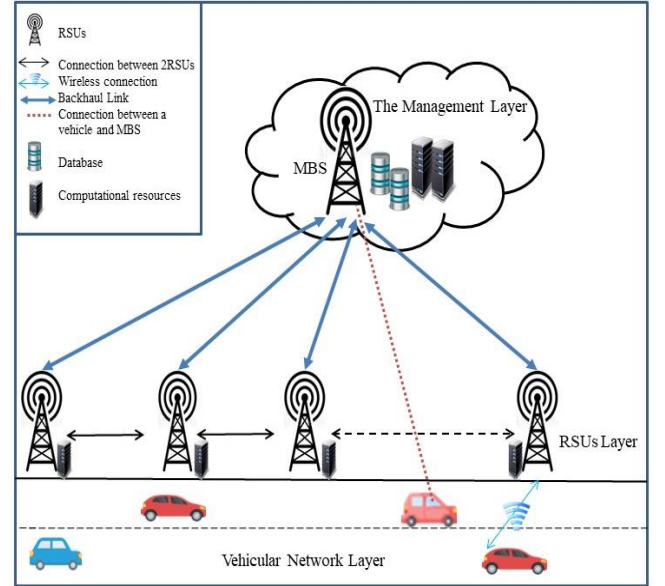 RSUs
Connection between 2RSUs
Wireless connection
Backhaul Link
Connection between a
vehicle and MBS
Database
Computational resources
The Management Layer
MBS
RSUs Layer
Vehicular Network Layer